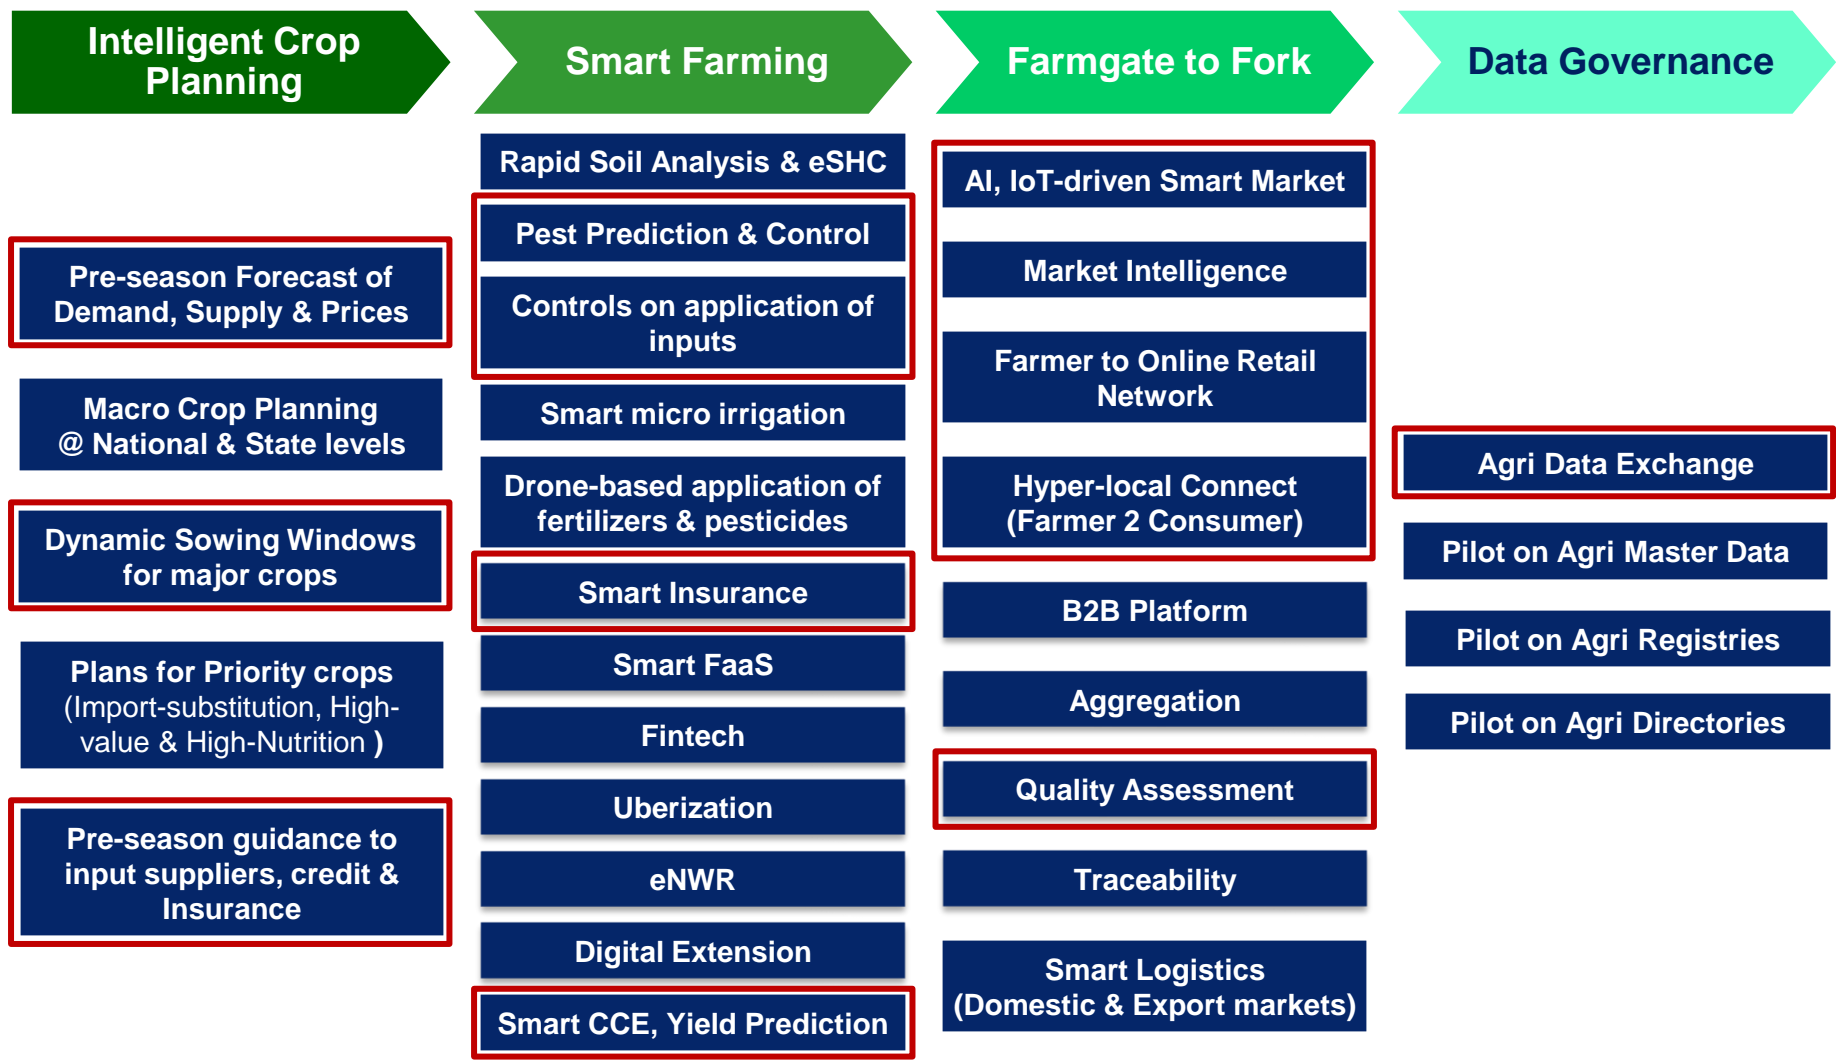 Intelligent Crop
Planning
Smart Farming
Farmgate to Fork
Data Governance
Pre-season Forecast of
Demand, Supply & Prices
Macro Crop Planning
@ National & State levels
Dynamic Sowing Windows
for major crops
Plans for Priority crops
(Import-substitution, High-
value & High-Nutrition )
Pre-season guidance to
input suppliers, credit &
Insurance
Rapid Soil Analysis & eSHC
Pest Prediction & Control
Controls on application of
inputs
Smart micro irrigation
Drone-based application of
fertilizers & pesticides
Smart Insurance
Smart FaaS
Fintech
Uberization
eNWR
Digital Extension
Smart CCE, Yield Prediction
AI, IoT-driven Smart Market
Market Intelligence
Farmer to Online Retail
Network
Hyper-local Connect
(Farmer 2 Consumer)
B2B Platform
Aggregation
Quality Assessment
Traceability
Smart Logistics
(Domestic & Export markets)
Agri Data Exchange
Pilot on Agri Master Data
Pilot on Agri Registries
Pilot on Agri Directories